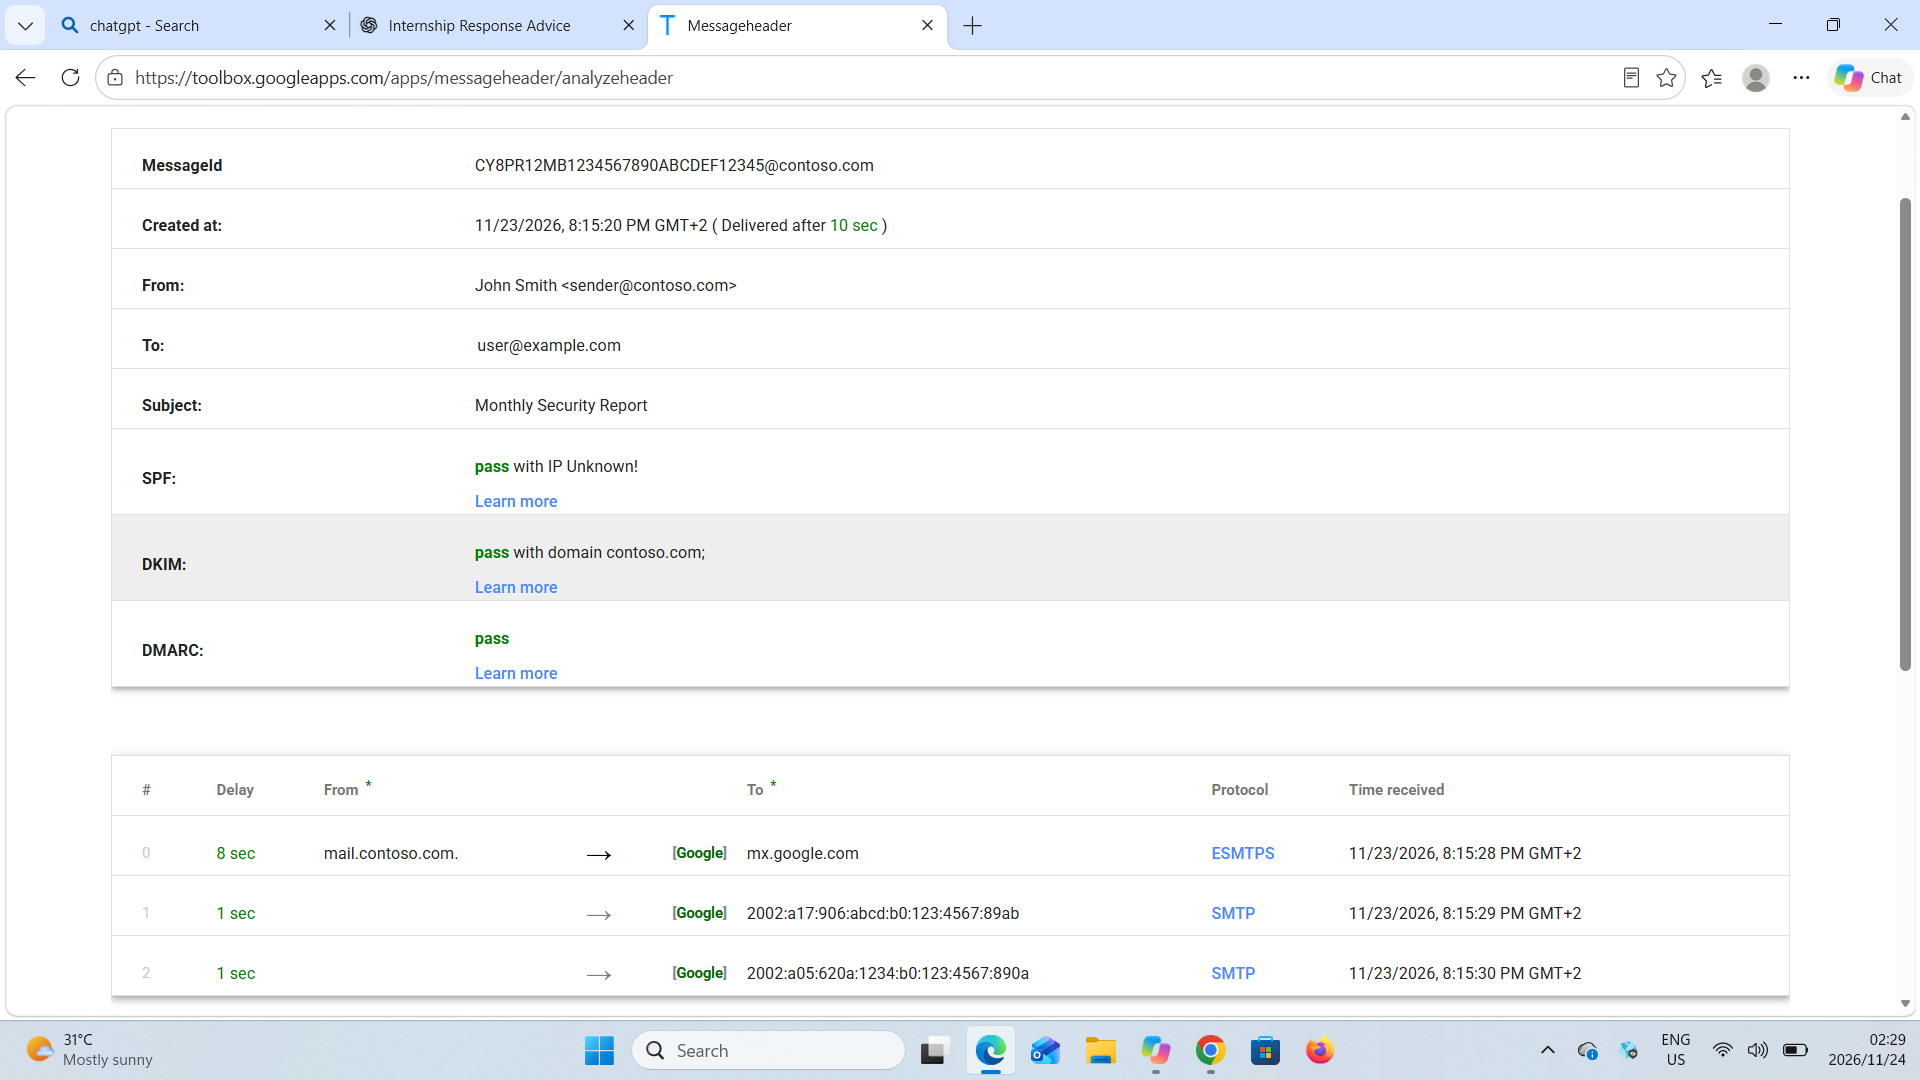 chatgpt - Search
Internship Response Advice
Messageheader
https://toolbox.googleapps.com/apps/messageheader/analyzeheader
Chat
MessageId CY8PR12MB1234567890ABCDEF12345@contoso.com
Created at: 11/23/2026, 8:15:20 PM GMT+2 ( Delivered after 10 sec )
From: John Smith <sender@contoso.com>
To: user@example.com
Subject: Monthly Security Report
SPF: pass with IP Unknown!
Learn more
DKIM: pass with domain contoso.com;
Learn more
DMARC: pass
Learn more
# Delay From * To * Protocol Time received
0 8 sec mail.contoso.com. → [Google] mx.google.com ESMTPS 11/23/2026, 8:15:28 PM GMT+2
1 1 sec → [Google] 2002:a17:906:abcd:b0:123:4567:89ab SMTP 11/23/2026, 8:15:29 PM GMT+2
2 1 sec → [Google] 2002:a05:620a:1234:b0:123:4567:890a SMTP 11/23/2026, 8:15:30 PM GMT+2
31°C
Mostly sunny
Search
ENG
US
02:29
2026/11/24